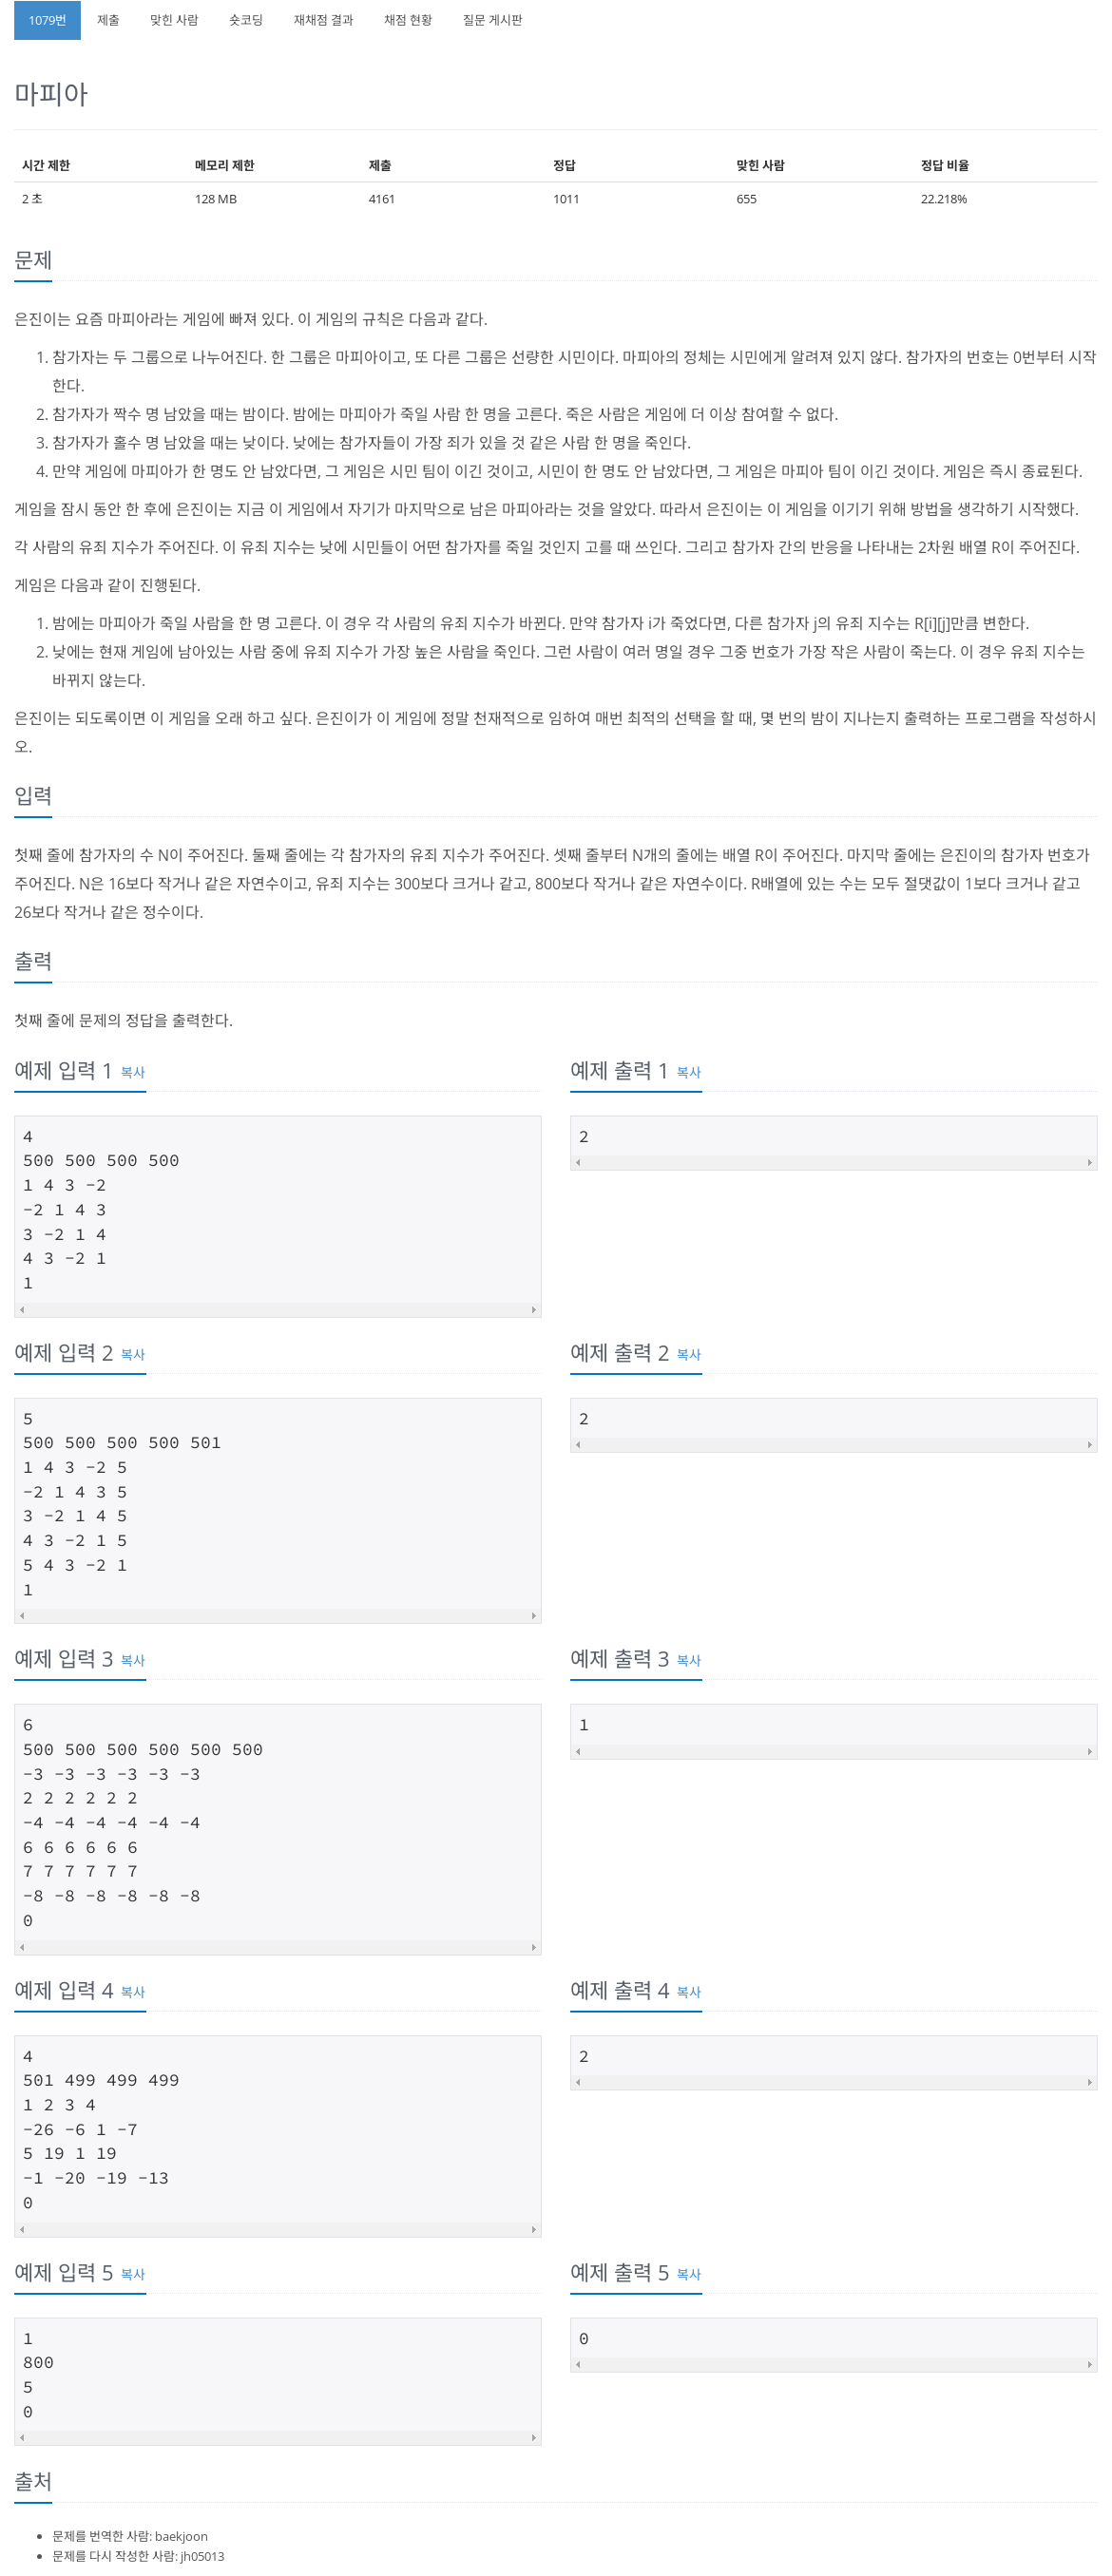 1079번 제출 맞힌 사람 숏코딩 재채점 결과 채점 현황 질문 게시판
마피아
시간 제한 메모리 제한 제출 정답 맞힌 사람 정답 비율
2 초 128 MB 4161 1011 655 22.218%
문제
은진이는 요즘 마피아라는 게임에 빠져 있다. 이 게임의 규칙은 다음과 같다.
1. 참가자는 두 그룹으로 나누어진다. 한 그룹은 마피아이고, 또 다른 그룹은 선량한 시민이다. 마피아의 정체는 시민에게 알려져 있지 않다. 참가자의 번호는 0번부터 시작
한다.
2. 참가자가 짝수 명 남았을 때는 밤이다. 밤에는 마피아가 죽일 사람 한 명을 고른다. 죽은 사람은 게임에 더 이상 참여할 수 없다.
3. 참가자가 홀수 명 남았을 때는 낮이다. 낮에는 참가자들이 가장 죄가 있을 것 같은 사람 한 명을 죽인다.
4. 만약 게임에 마피아가 한 명도 안 남았다면, 그 게임은 시민 팀이 이긴 것이고, 시민이 한 명도 안 남았다면, 그 게임은 마피아 팀이 이긴 것이다. 게임은 즉시 종료된다.
게임을 잠시 동안 한 후에 은진이는 지금 이 게임에서 자기가 마지막으로 남은 마피아라는 것을 알았다. 따라서 은진이는 이 게임을 이기기 위해 방법을 생각하기 시작했다.
각 사람의 유죄 지수가 주어진다. 이 유죄 지수는 낮에 시민들이 어떤 참가자를 죽일 것인지 고를 때 쓰인다. 그리고 참가자 간의 반응을 나타내는 2차원 배열 R이 주어진다.
게임은 다음과 같이 진행된다.
1. 밤에는 마피아가 죽일 사람을 한 명 고른다. 이 경우 각 사람의 유죄 지수가 바뀐다. 만약 참가자 i가 죽었다면, 다른 참가자 j의 유죄 지수는 R[i][j]만큼 변한다.
2. 낮에는 현재 게임에 남아있는 사람 중에 유죄 지수가 가장 높은 사람을 죽인다. 그런 사람이 여러 명일 경우 그중 번호가 가장 작은 사람이 죽는다. 이 경우 유죄 지수는
바뀌지 않는다.
은진이는 되도록이면 이 게임을 오래 하고 싶다. 은진이가 이 게임에 정말 천재적으로 임하여 매번 최적의 선택을 할 때, 몇 번의 밤이 지나는지 출력하는 프로그램을 작성하시
오.
입력
첫째 줄에 참가자의 수 N이 주어진다. 둘째 줄에는 각 참가자의 유죄 지수가 주어진다. 셋째 줄부터 N개의 줄에는 배열 R이 주어진다. 마지막 줄에는 은진이의 참가자 번호가
주어진다. N은 16보다 작거나 같은 자연수이고, 유죄 지수는 300보다 크거나 같고, 800보다 작거나 같은 자연수이다. R배열에 있는 수는 모두 절댓값이 1보다 크거나 같고
26보다 작거나 같은 정수이다.
출력
첫째 줄에 문제의 정답을 출력한다.
예제 입력 1 복사
4
500 500 500 500
1 4 3 -2
-2 1 4 3
3 -2 1 4
4 3 -2 1
1
예제 출력 1 복사
2
예제 입력 2 복사
5
500 500 500 500 501
1 4 3 -2 5
-2 1 4 3 5
3 -2 1 4 5
4 3 -2 1 5
5 4 3 -2 1
1
예제 출력 2 복사
2
예제 입력 3 복사
6
500 500 500 500 500 500
-3 -3 -3 -3 -3 -3
2 2 2 2 2 2
-4 -4 -4 -4 -4 -4
6 6 6 6 6 6
7 7 7 7 7 7
-8 -8 -8 -8 -8 -8
0
예제 출력 3 복사
1
예제 입력 4 복사
4
501 499 499 499
1 2 3 4
-26 -6 1 -7
5 19 1 19
-1 -20 -19 -13
0
예제 출력 4 복사
2
예제 입력 5 복사
1
800
5
0
예제 출력 5 복사
0
출처
문제를 번역한 사람: baekjoon
문제를 다시 작성한 사람: jh05013